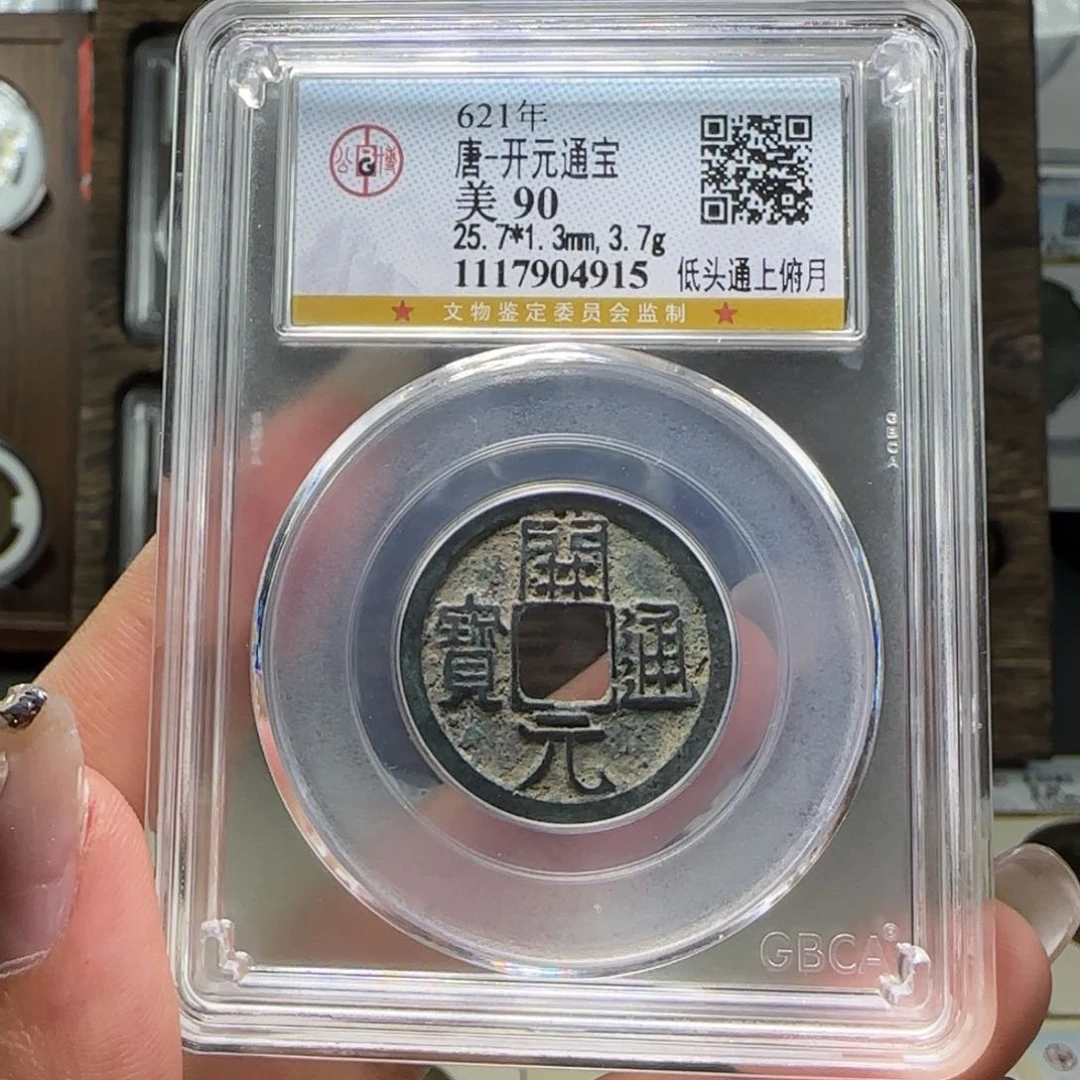 621年
唐-开元通宝
美 90
25.7*1.3mm,3.7g
1117904915 低头通上俯月
公 G 博
★ 文物鉴定委员会监制 ★
GBCA
開元通寶
GBCA®